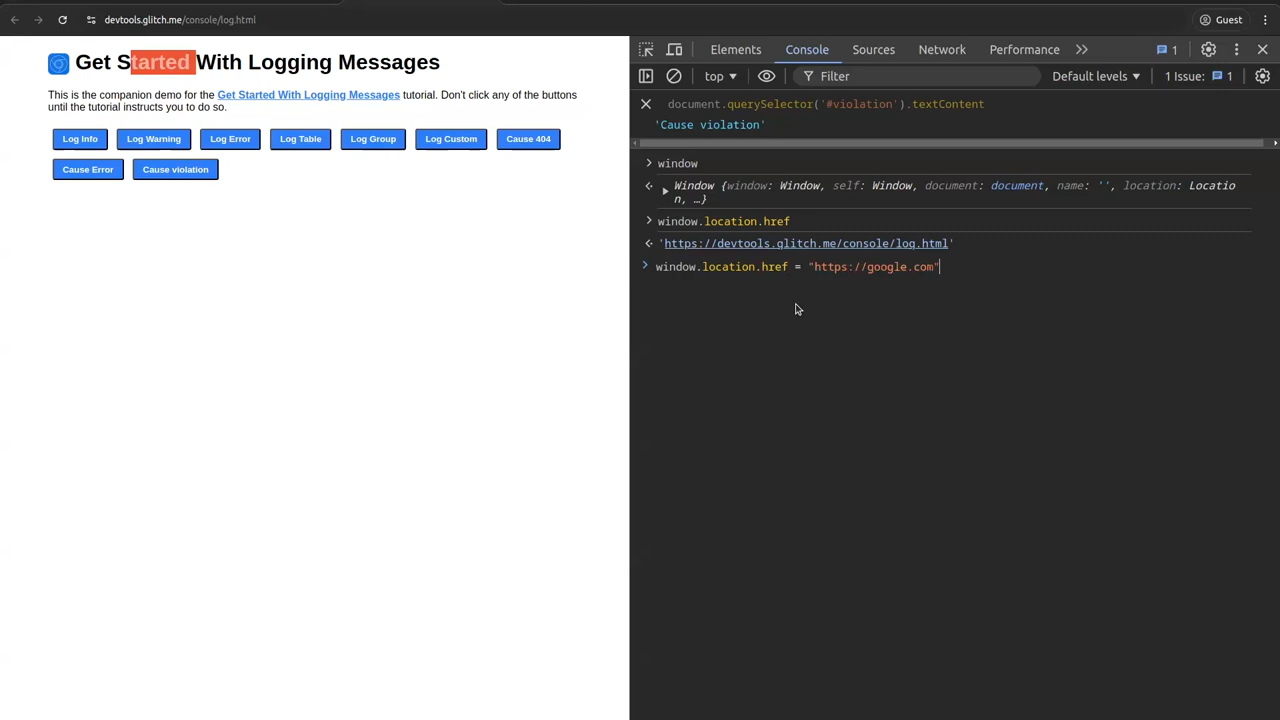 devtools.glitch.me/console/log.html
Guest
Get Started With Logging Messages
This is the companion demo for the Get Started With Logging Messages tutorial. Don't click any of the buttons
until the tutorial instructs you to do so.
Log Info Log Warning Log Error Log Table Log Group Log Custom Cause 404
Cause Error Cause violation
Elements Console Sources Network Performance 1
top Filter Default levels 1 Issue: 1
document.querySelector('#violation').textContent
'Cause violation'
window
Window {window: Window, self: Window, document: document, name: '', location: Locatio
n, …}
window.location.href
'https://devtools.glitch.me/console/log.html'
window.location.href = "https://google.com"